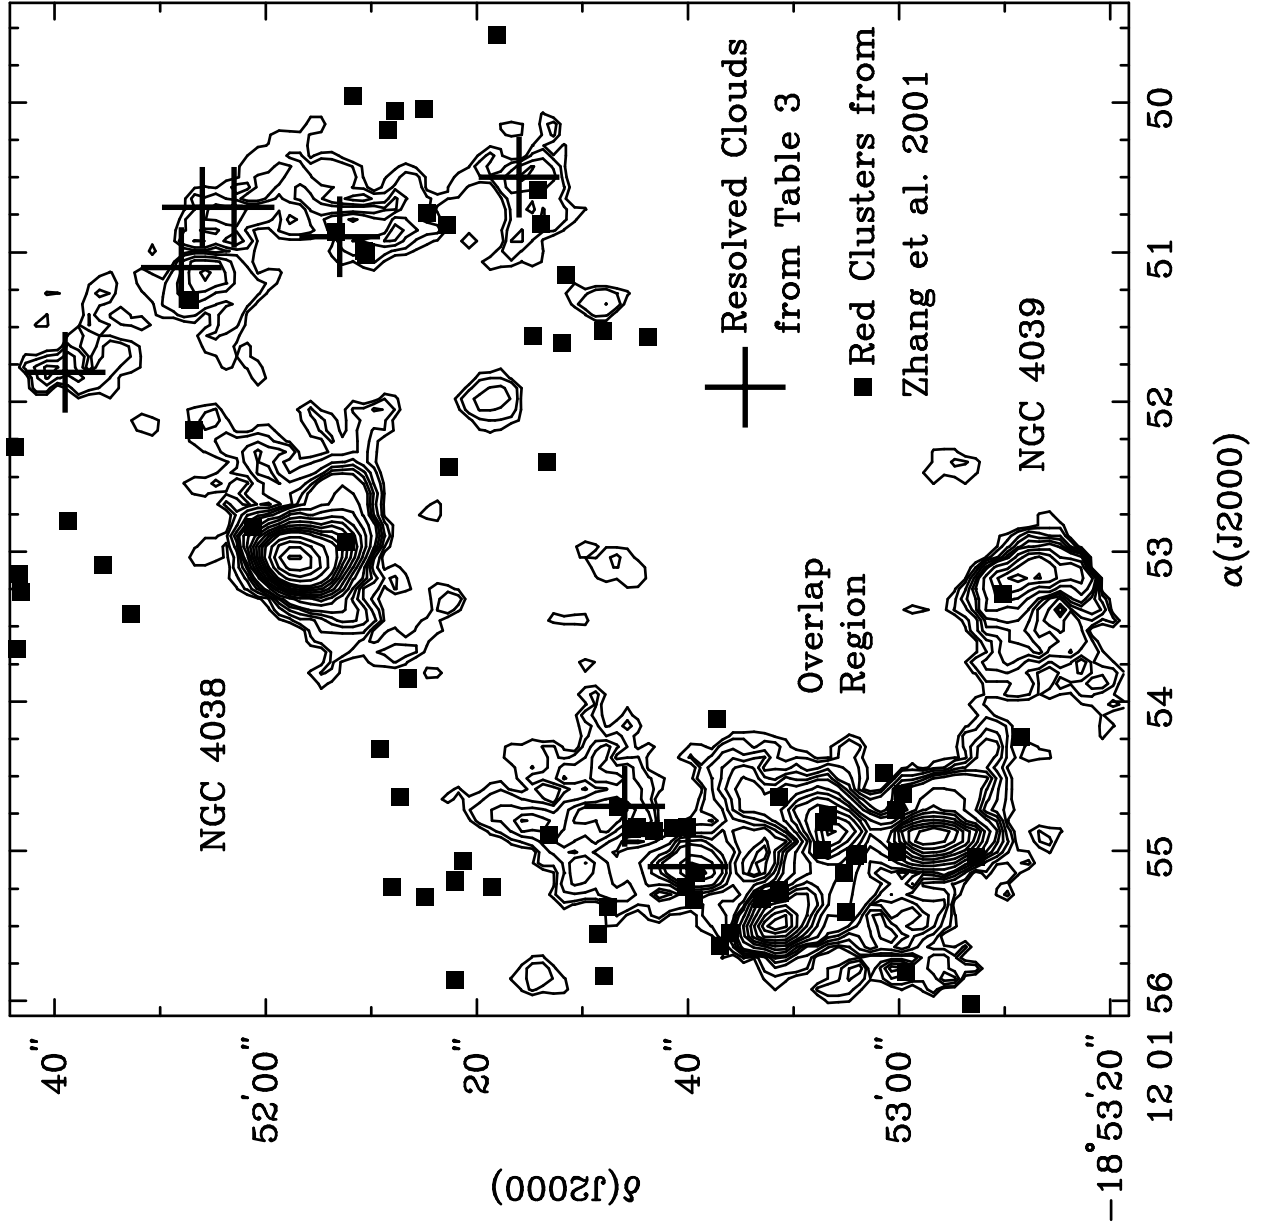 δ(J2000)
40″
52′00″
20″
40″
53′00″
−18°53′20″
12 01 56
55
54
53
52
51
50
α(J2000)
NGC 4038
Overlap
Region
NGC 4039
Resolved Clouds
from Table 3
Red Clusters from
Zhang et al. 2001